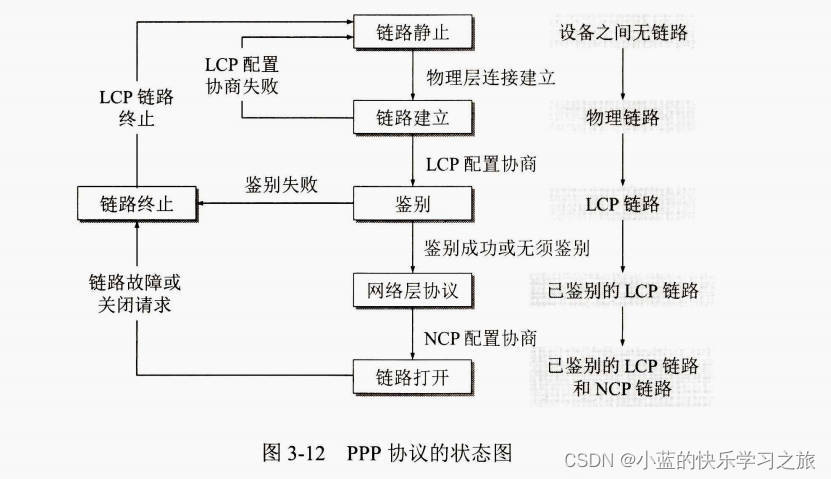 链路静止
设备之间无链路
LCP 配置
协商失败
物理层连接建立
LCP 链路
终止
链路建立
物理链路
LCP 配置协商
鉴别失败
链路终止
鉴别
LCP 链路
鉴别成功或无须鉴别
链路故障或
关闭请求
网络层协议
已鉴别的 LCP 链路
NCP 配置协商
链路打开
已鉴别的 LCP 链路
和 NCP 链路
图 3-12 PPP 协议的状态图
CSDN @小蓝的快乐学习之旅